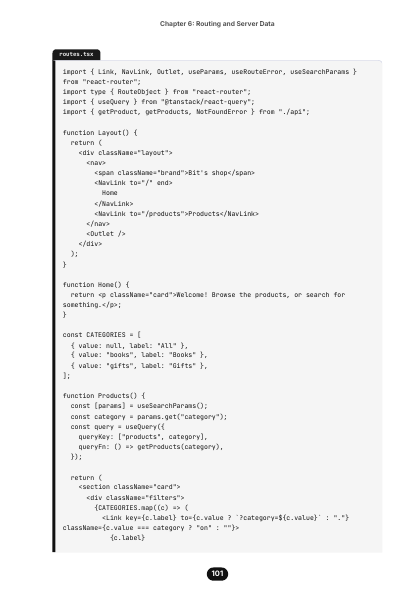 Chapter 6: Routing and Server Data
routes.tsx
import { Link, NavLink, Outlet, useParams, useRouteError, useSearchParams }
from "react-router";
import type { RouteObject } from "react-router";
import { useQuery } from "@tanstack/react-query";
import { getProduct, getProducts, NotFoundError } from "./api";

function Layout() {
  return (
    <div className="layout">
      <nav>
        <span className="brand">Bit's shop</span>
        <NavLink to="/" end>
          Home
        </NavLink>
        <NavLink to="/products">Products</NavLink>
      </nav>
      <Outlet />
    </div>
  );
}

function Home() {
  return <p className="card">Welcome! Browse the products, or search for
something.</p>;
}

const CATEGORIES = [
  { value: null, label: "All" },
  { value: "books", label: "Books" },
  { value: "gifts", label: "Gifts" },
];

function Products() {
  const [params] = useSearchParams();
  const category = params.get("category");
  const query = useQuery({
    queryKey: ["products", category],
    queryFn: () => getProducts(category),
  });

  return (
    <section className="card">
      <div className="filters">
        {CATEGORIES.map((c) => (
          <Link key={c.label} to={c.value ? `?category=${c.value}` : "."}
className={c.value === category ? "on" : ""}>
            {c.label}
101